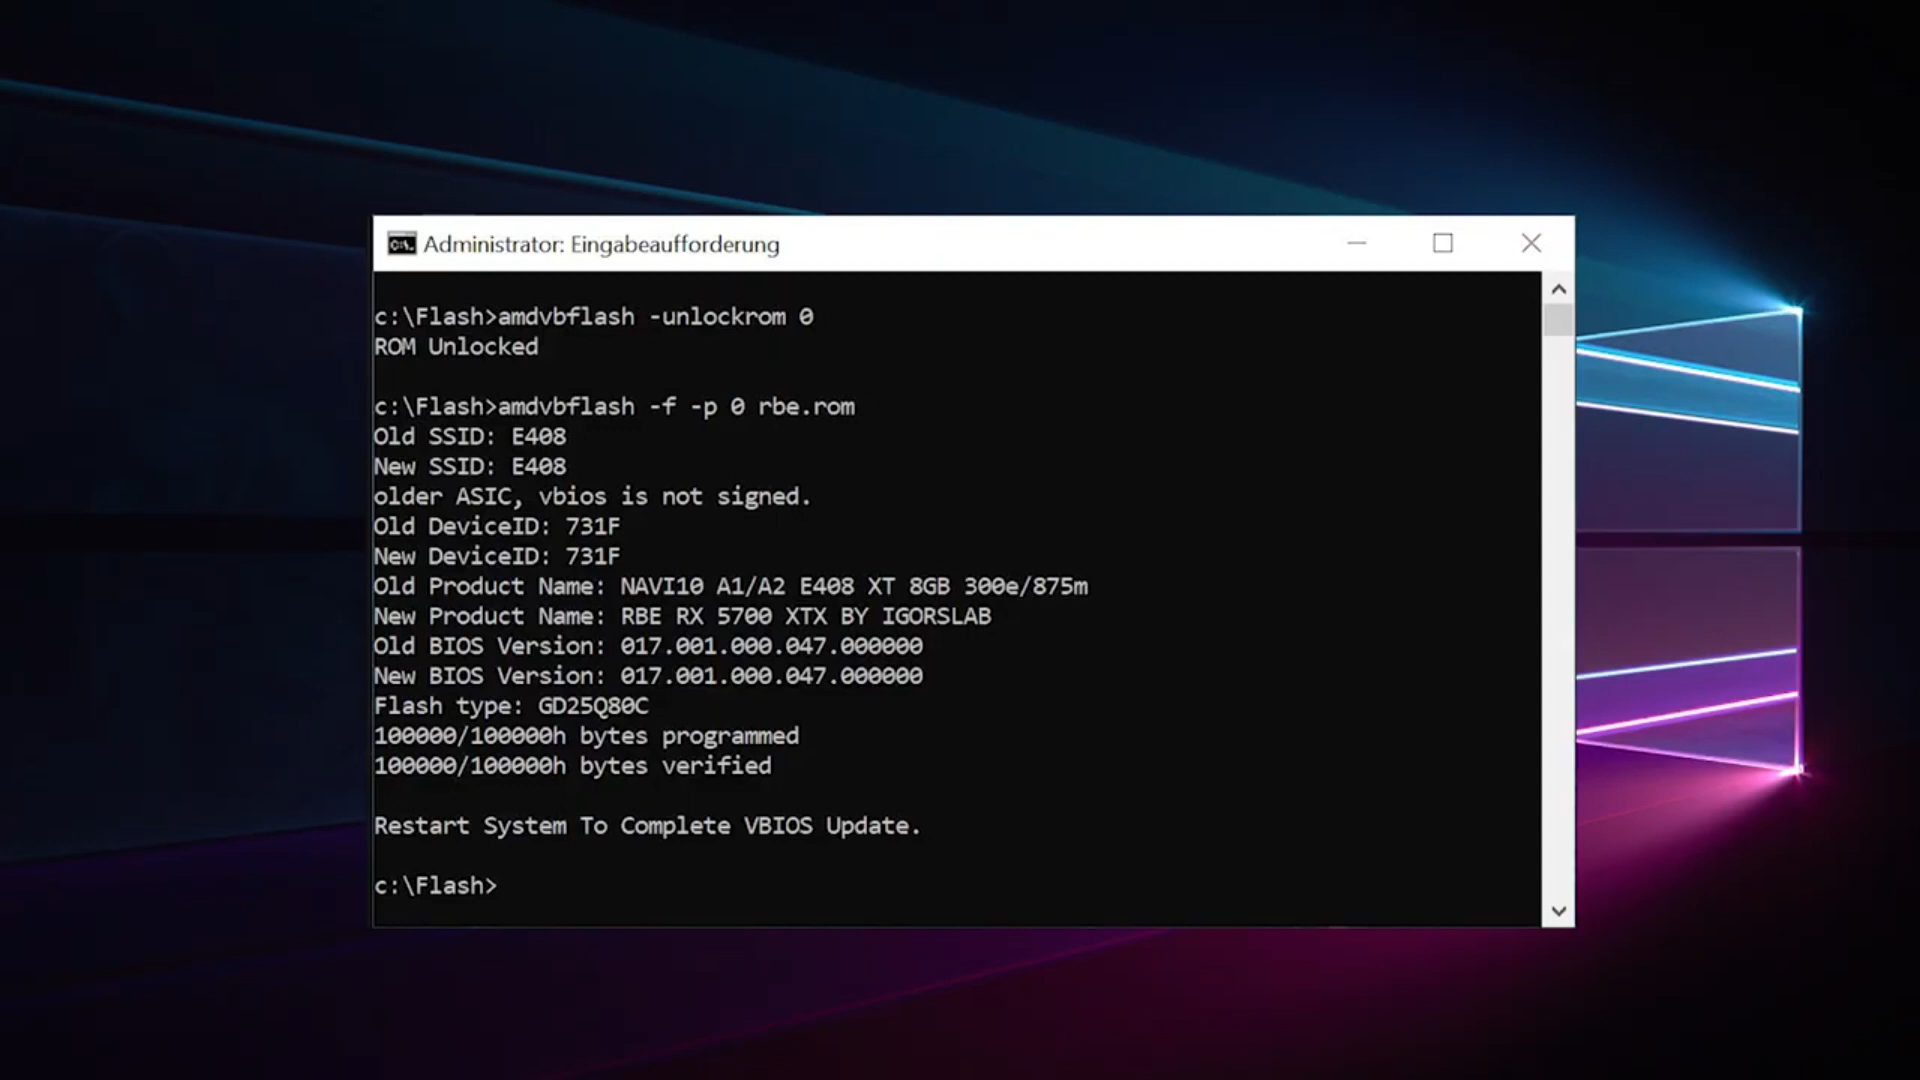 Administrator: Eingabeaufforderung
c:\Flash>amdvbflash -unlockrom 0
ROM Unlocked
c:\Flash>amdvbflash -f -p 0 rbe.rom
Old SSID: E408
New SSID: E408
older ASIC, vbios is not signed.
Old DeviceID: 731F
New DeviceID: 731F
Old Product Name: NAVI10 A1/A2 E408 XT 8GB 300e/875m
New Product Name: RBE RX 5700 XTX BY IGORSLAB
Old BIOS Version: 017.001.000.047.000000
New BIOS Version: 017.001.000.047.000000
Flash type: GD25Q80C
100000/100000h bytes programmed
100000/100000h bytes verified
Restart System To Complete VBIOS Update.
c:\Flash>